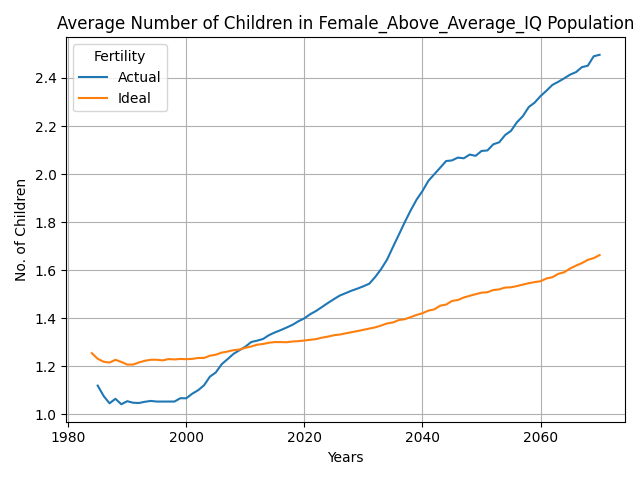 Average Number of Children in Female_Above_Average_IQ Population
Fertility
Actual
Ideal
2.4
2.2
2.0
1.8
1.6
1.4
1.2
1.0
No. of Children
1980
2000
2020
2040
2060
Years